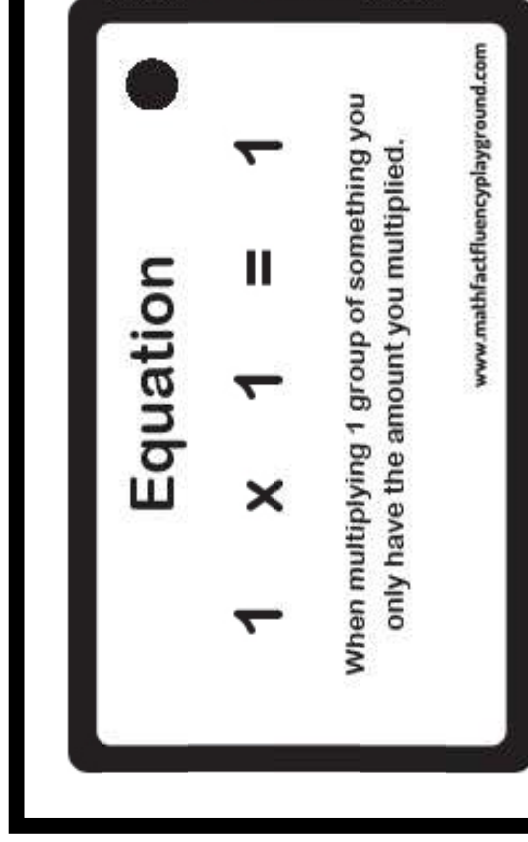 Equation
1 x 1 = 1
When multiplying 1 group of something you
only have the amount you multiplied.
www.mathfactfluencyplayground.com